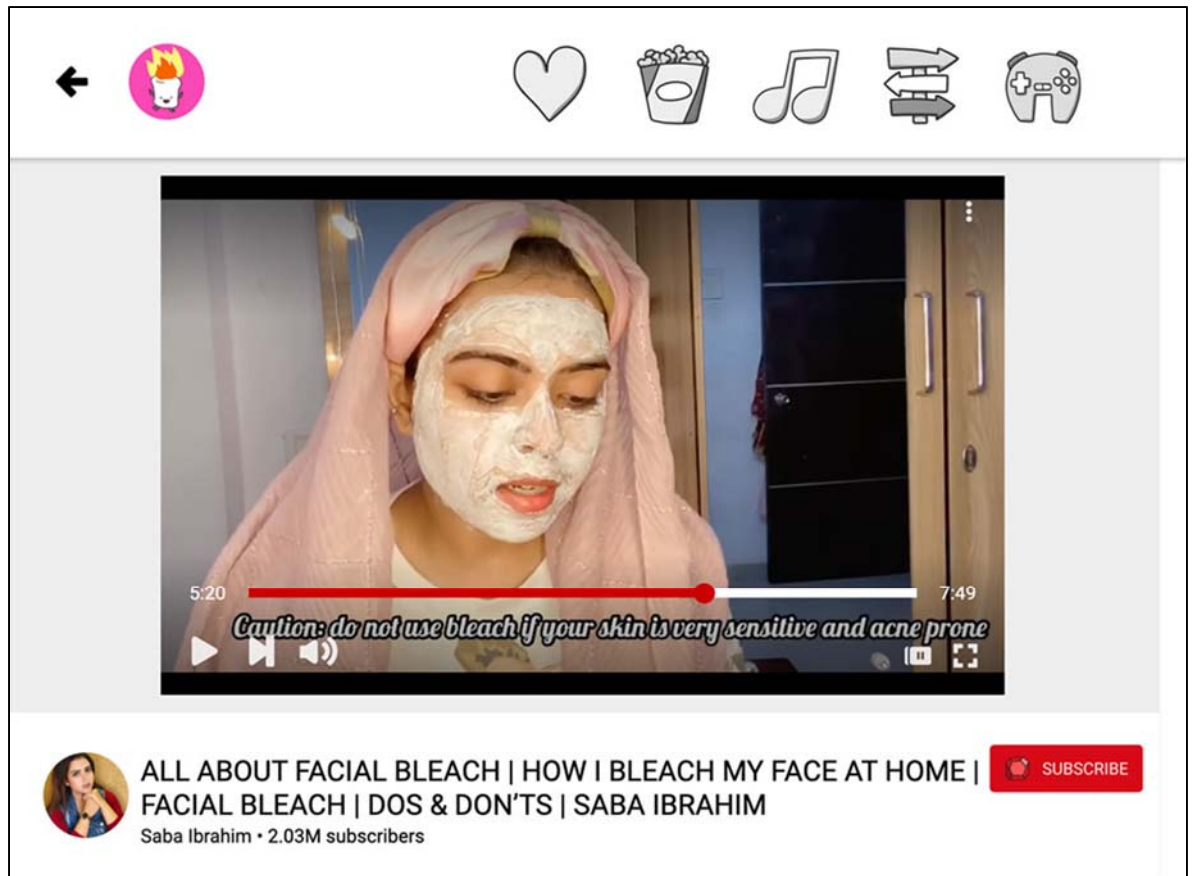 5:20
7:49
Caution: do not use bleach if your skin is very sensitive and acne prone
ALL ABOUT FACIAL BLEACH | HOW I BLEACH MY FACE AT HOME |
FACIAL BLEACH | DOS & DON'TS | SABA IBRAHIM
SUBSCRIBE
Saba Ibrahim • 2.03M subscribers